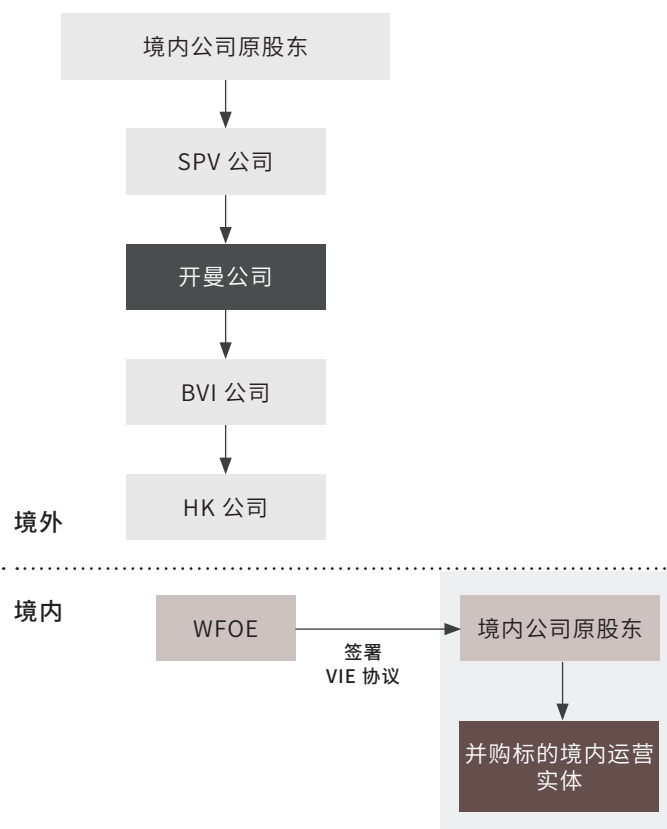 境内公司原股东
SPV 公司
开曼公司
BVI 公司
HK 公司
境外
境内
WFOE
签署
VIE 协议
境内公司原股东
并购标的境内运营
实体